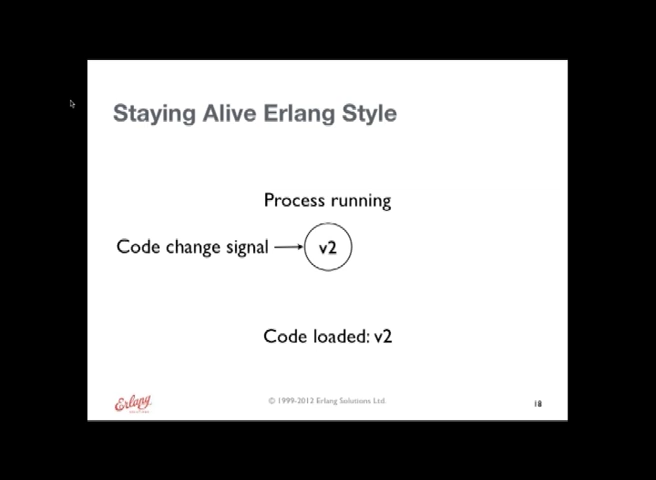 Staying Alive Erlang Style
Process running
Code change signal
v2
Code loaded: v2
Erlang
SOLUTIONS
© 1999-2012 Erlang Solutions Ltd.
18